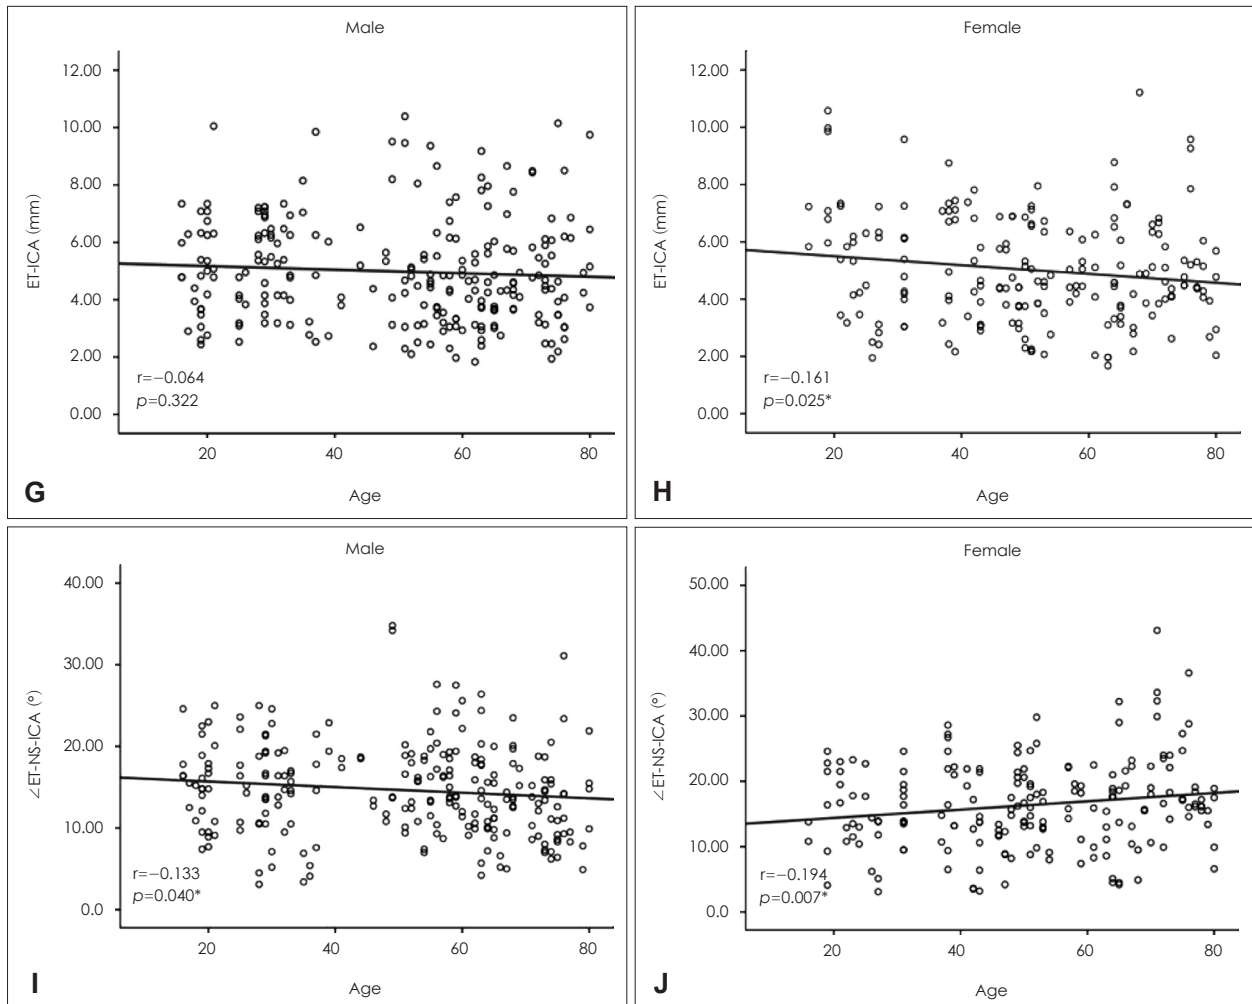 Male
ET-ICA (mm)
12.00
10.00
8.00
6.00
4.00
2.00
0.00
r=−0.064
p=0.322
20
40
60
80
Age
G
Female
ET-ICA (mm)
12.00
10.00
8.00
6.00
4.00
2.00
0.00
r=−0.161
p=0.025*
20
40
60
80
Age
H
Male
∠ET-NS-ICA (°)
40.00
30.00
20.00
10.00
0.0
r=−0.133
p=0.040*
20
40
60
80
Age
I
Female
∠ET-NS-ICA (°)
50.00
40.00
30.00
20.00
10.00
0.0
r=−0.194
p=0.007*
20
40
60
80
Age
J